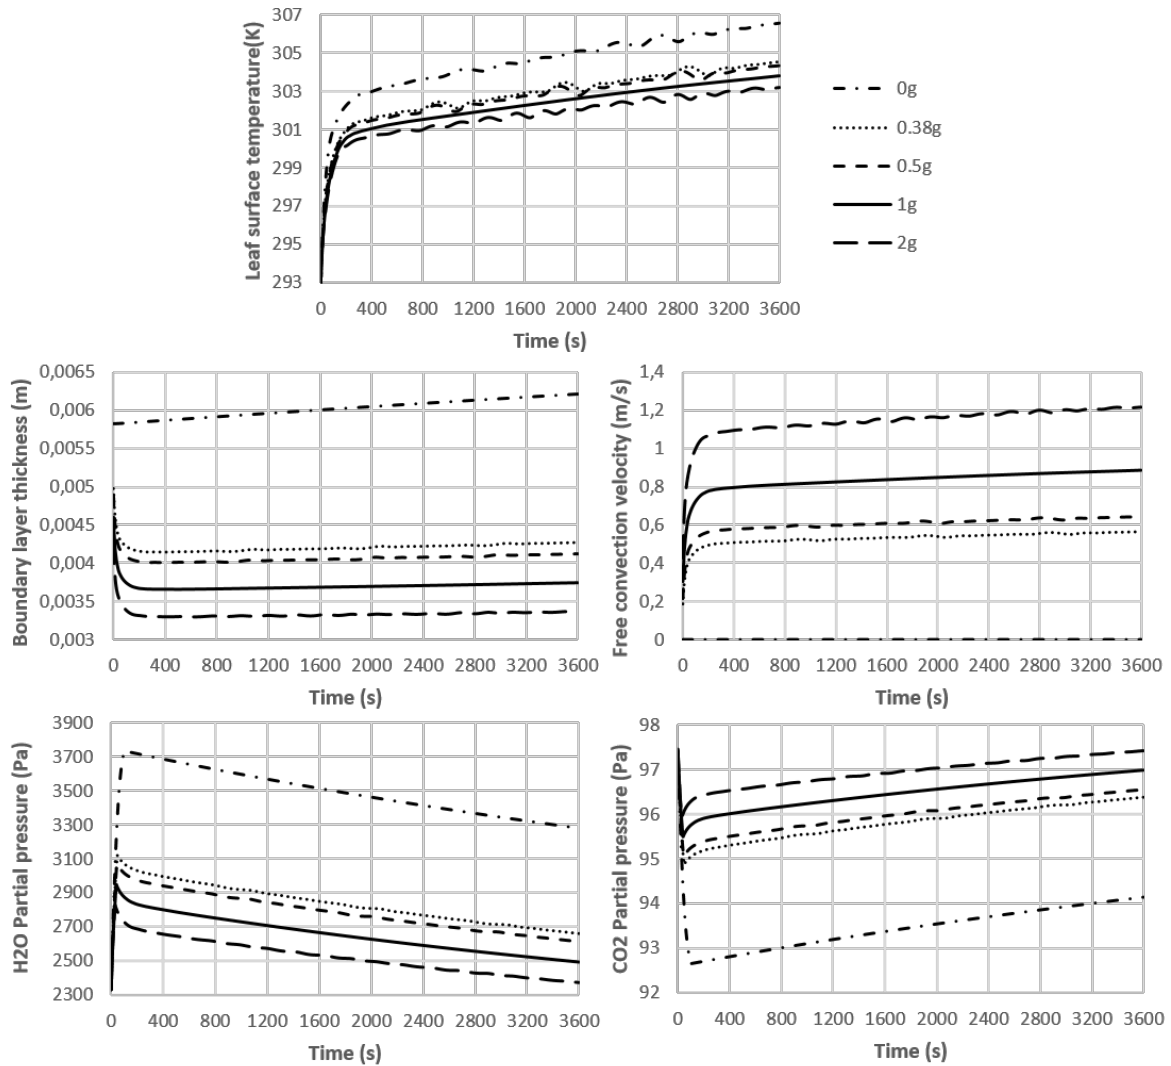 Leaf surface temperature(K)
307
305
303
301
299
297
295
293
0 400 800 1200 1600 2000 2400 2800 3200 3600
Time (s)
0g
0.38g
0.5g
1g
2g
Boundary layer thickness (m)
0,0065
0,006
0,0055
0,005
0,0045
0,004
0,0035
0,003
0 400 800 1200 1600 2000 2400 2800 3200 3600
Time (s)
Free convection velocity (m/s)
1,4
1,2
1
0,8
0,6
0,4
0,2
0
0 400 800 1200 1600 2000 2400 2800 3200 3600
Time (s)
H2O Partial pressure (Pa)
3900
3700
3500
3300
3100
2900
2700
2500
2300
0 400 800 1200 1600 2000 2400 2800 3200 3600
Time (s)
CO2 Partial pressure (Pa)
98
97
96
95
94
93
92
0 400 800 1200 1600 2000 2400 2800 3200 3600
Time (s)